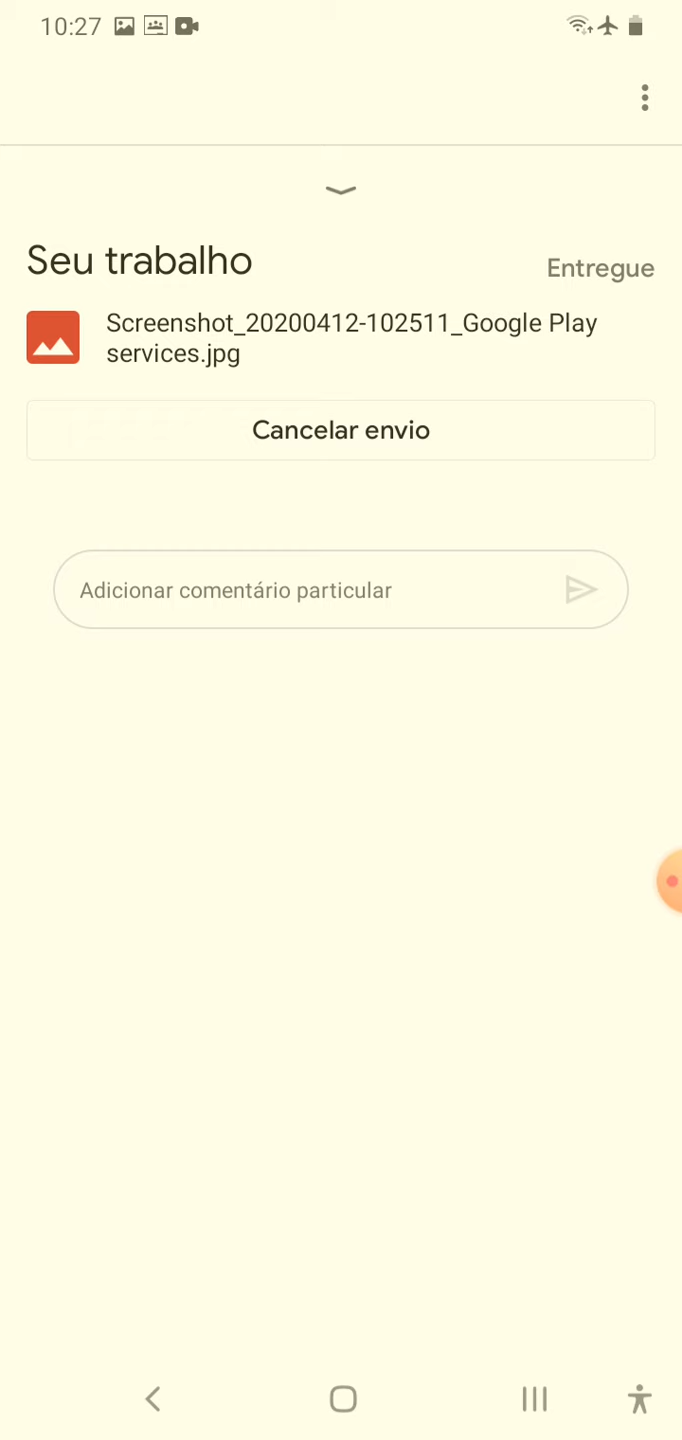 10:27
Seu trabalho
Entregue
Screenshot_20200412-102511_Google Play
services.jpg
Cancelar envio
Adicionar comentário particular